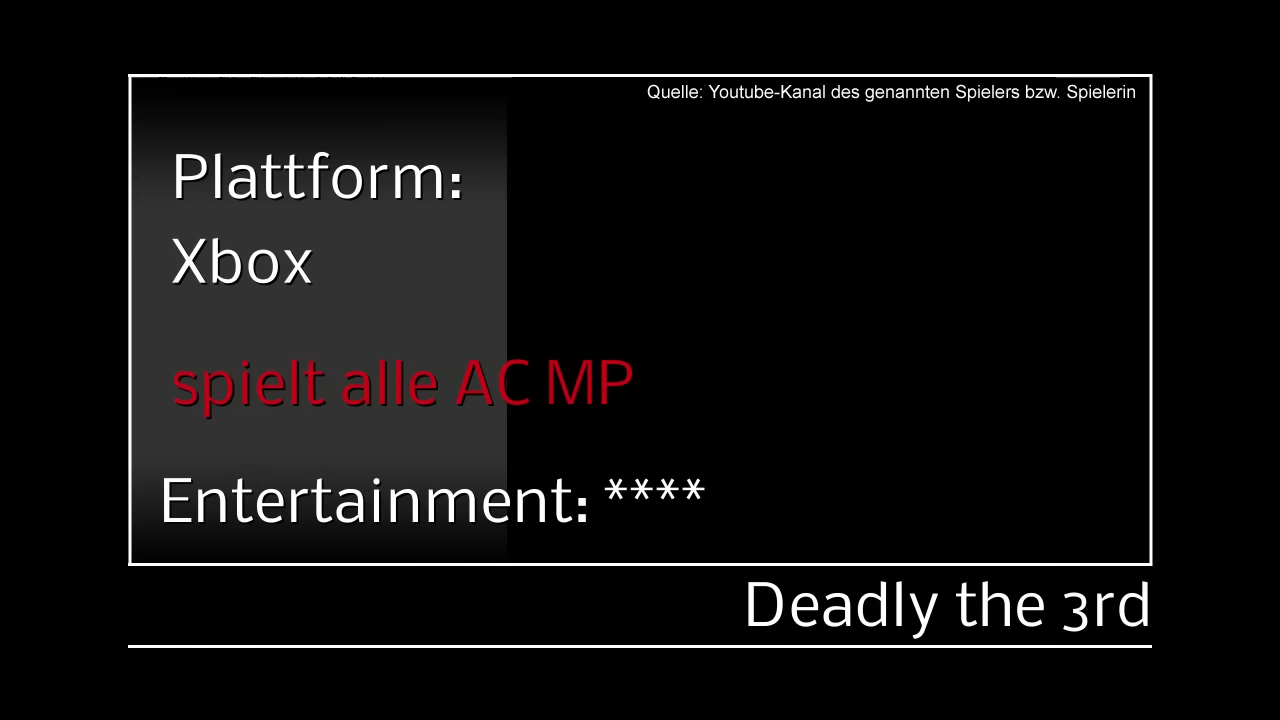 Quelle: Youtube-Kanal des genannten Spielers bzw. Spielerin
Plattform:
Xbox
spielt alle AC MP
Entertainment: ****
Deadly the 3rd